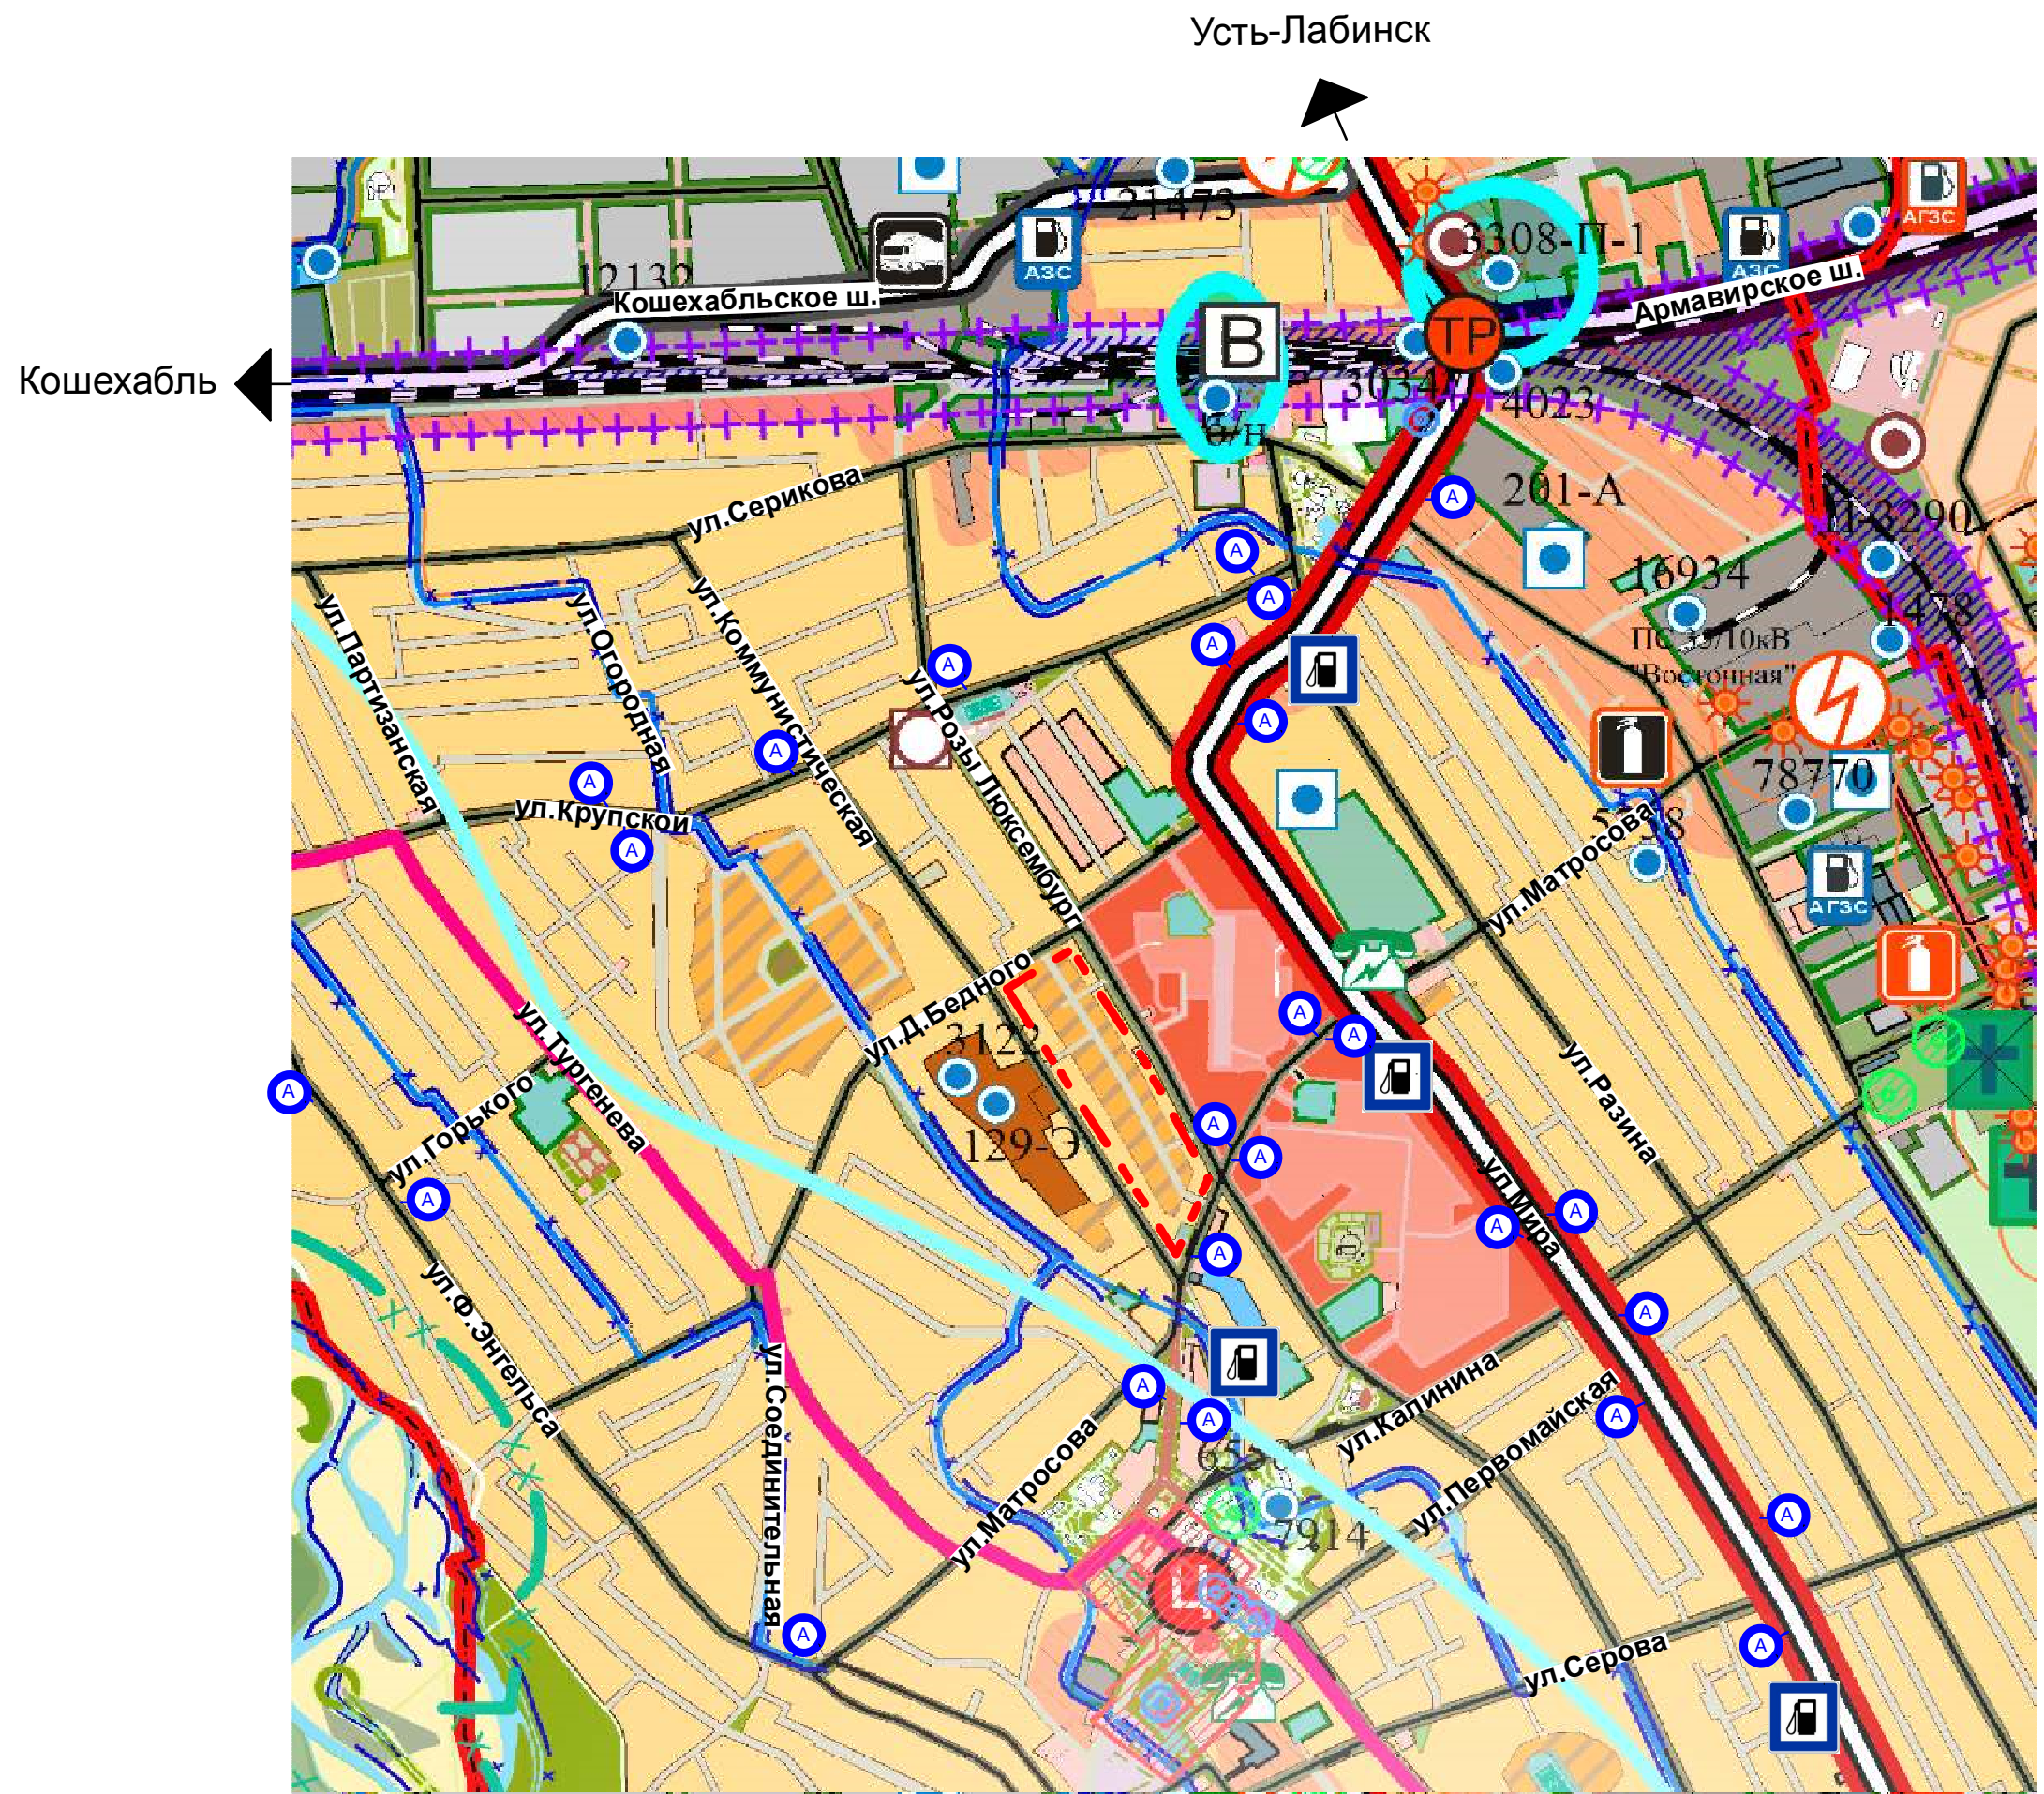 Усть-Лабинск
21473
3308-П-1
АГЗС
АЗС
АЗС
12132
Кошехабльское ш.
Армавирское ш.
В
ТР
Кошехабль
3034
4023
б/н
ул.Серикова
201-А
А
П-3290
А
16934
А
1478
ул.Партизанская
ул.Огородная
ул.Коммунистическая
ПС 35/10кВ
"Восточная"
А
А
ул.Розы Люксембург
А
А
А
78770
ул.Крупской
А
ул.Матросова
АГЗС
ул.Д.Бедного
3122
А
А
ул.Тургенева
ул.Разина
А
ул.Горького
129-Э
А
А
А
ул.Мира
А
А
А
ул.Ф.Энгельса
А
ул.Соединительная
А
ул.Калинина
ул.Первомайская
А
А
ул.Матросова
7914
А
Ц
А
ул.Серова
А